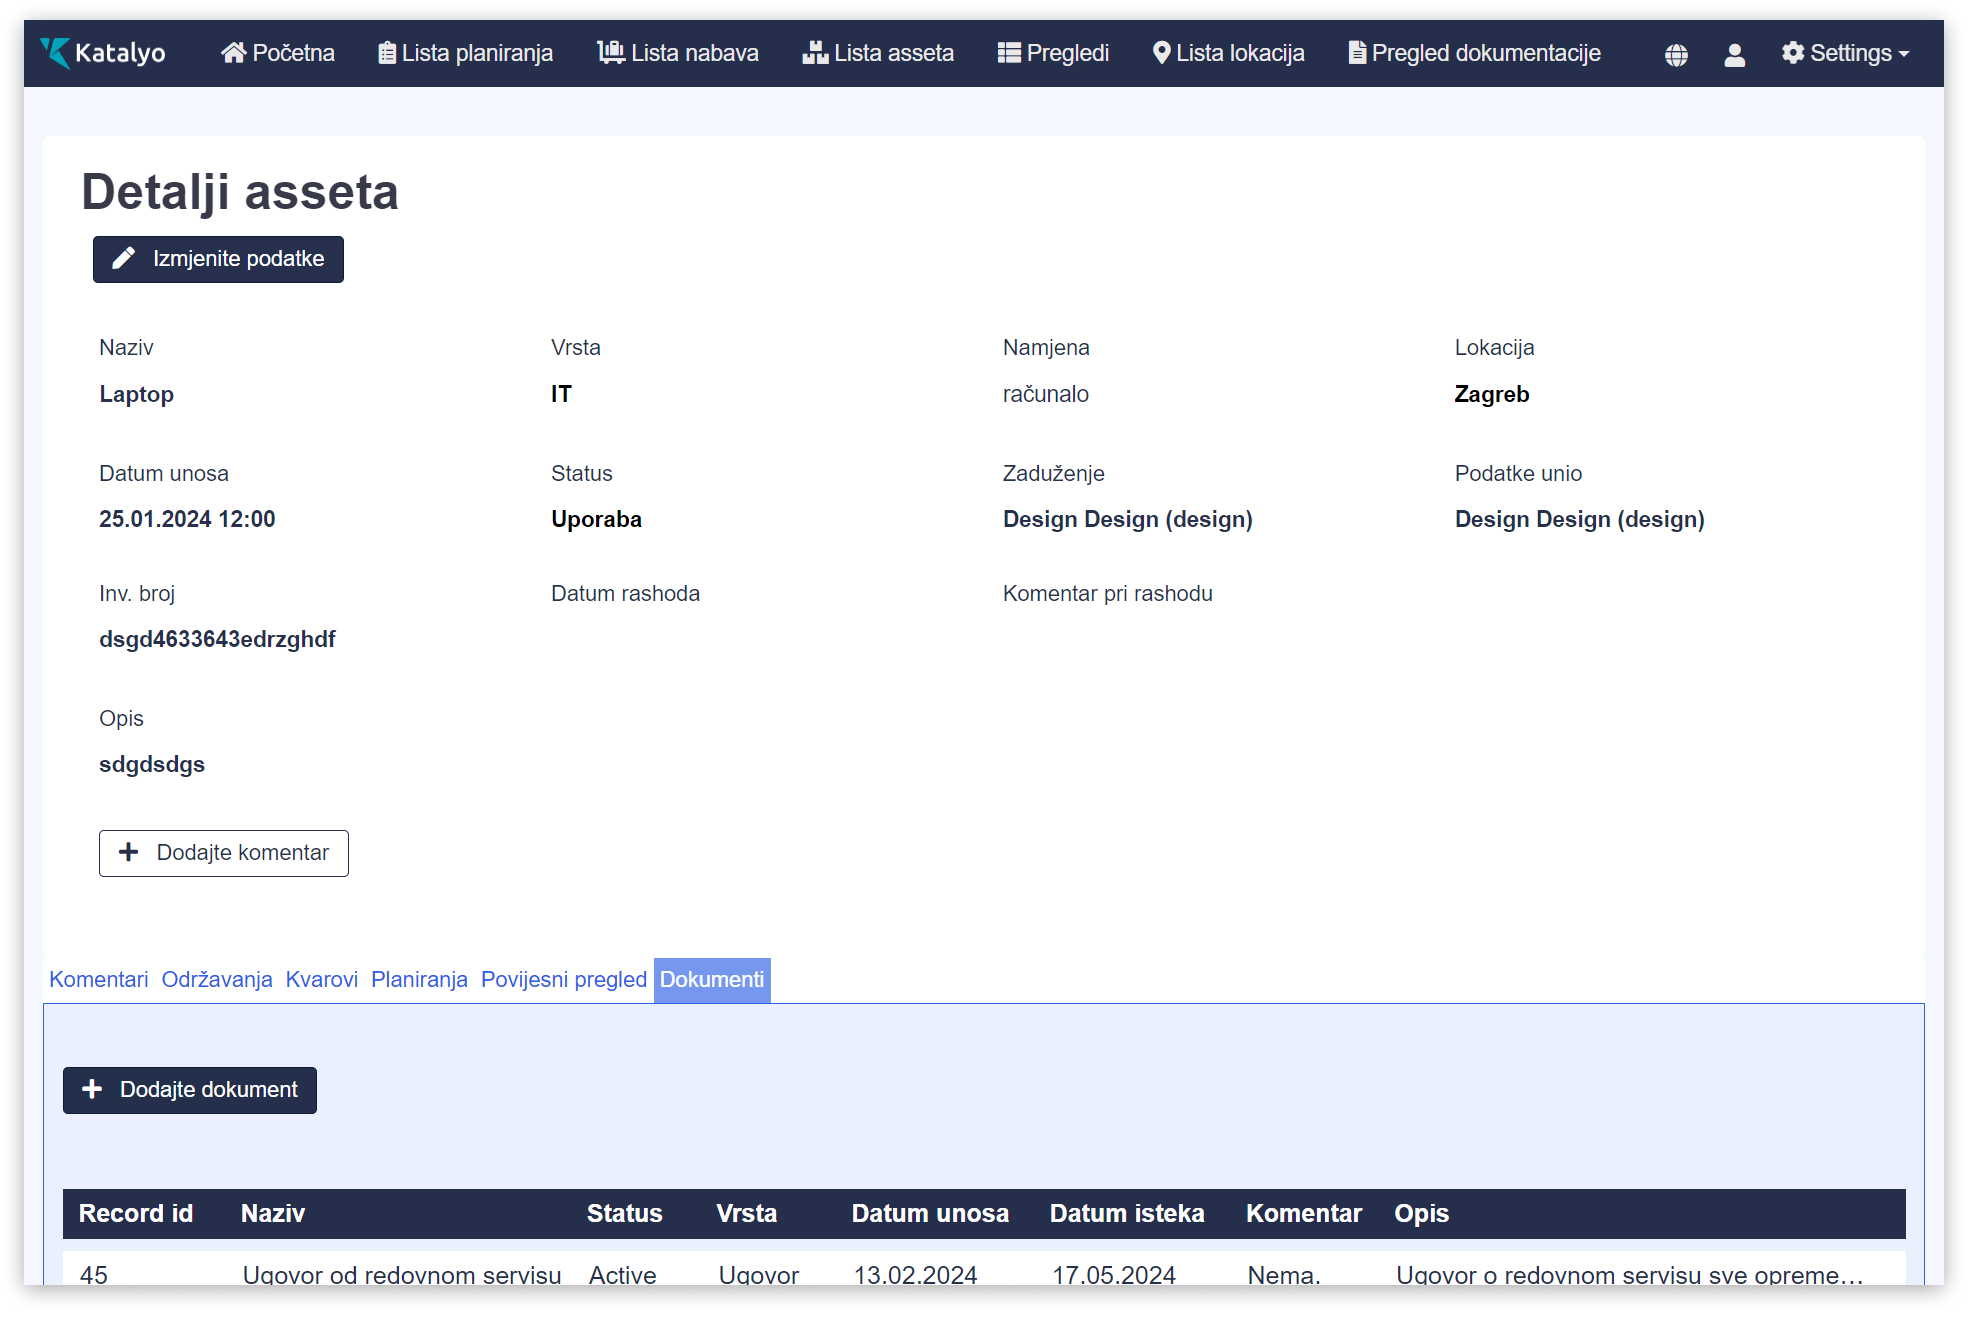 Katalyo Početna Lista planiranja Lista nabava Lista asseta Pregledi Lista lokacija Pregled dokumentacije Settings
Detalji asseta
Izmjenite podatke
Naziv Vrsta Namjena Lokacija
Laptop IT računalo Zagreb
Datum unosa Status Zaduženje Podatke unio
25.01.2024 12:00 Uporaba Design Design (design) Design Design (design)
Inv. broj Datum rashoda Komentar pri rashodu
dsgd4633643edrzghdf
Opis
sdgdsdgs
Dodajte komentar
Komentari Održavanja Kvarovi Planiranja Povijesni pregled Dokumenti
Dodajte dokument
Record id Naziv Status Vrsta Datum unosa Datum isteka Komentar Opis
45 Ugovor od redovnom servisu Active Ugovor 13.02.2024 17.05.2024 Nema. Ugovor o redovnom servisu sve opreme…